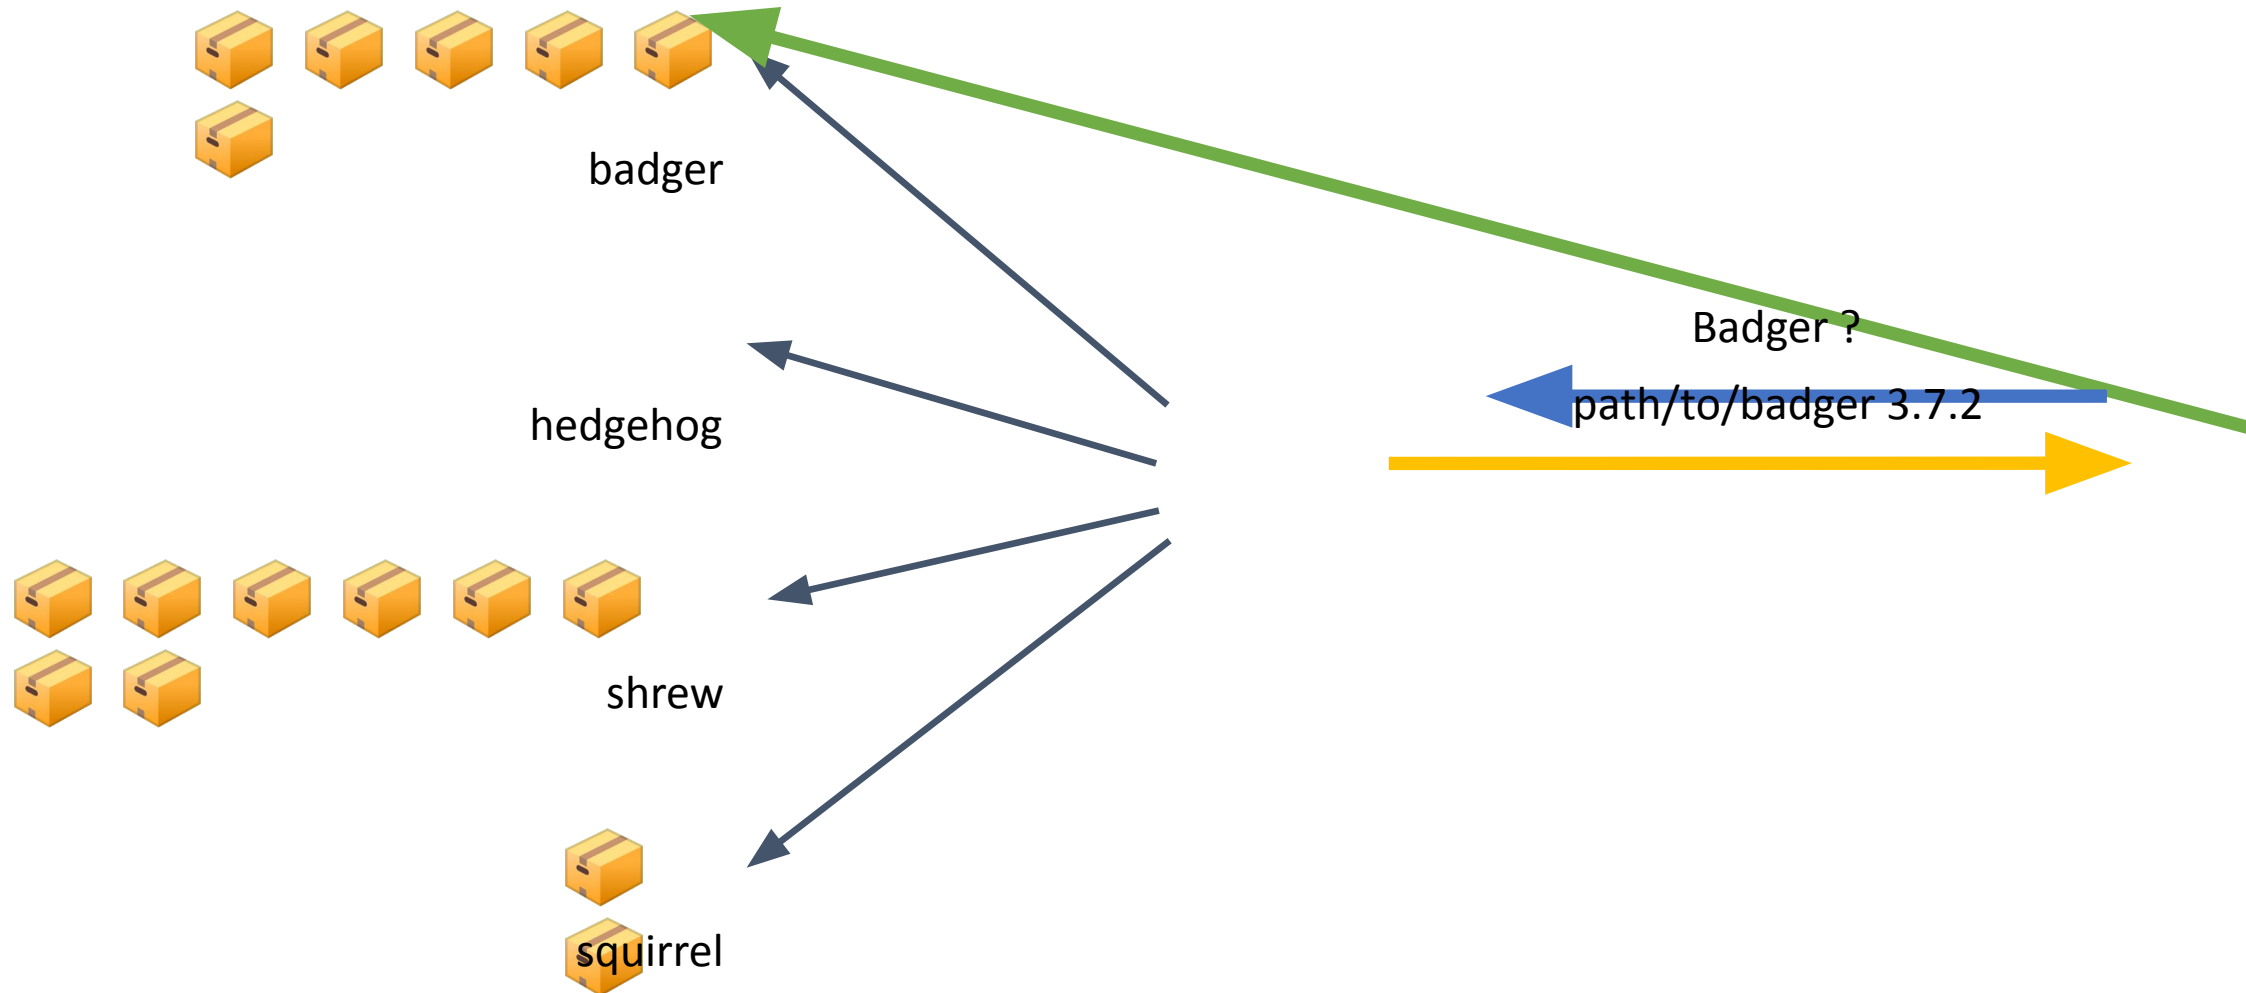 badger
Badger ?
path/to/badger 3.7.2
hedgehog
shrew
squirrel